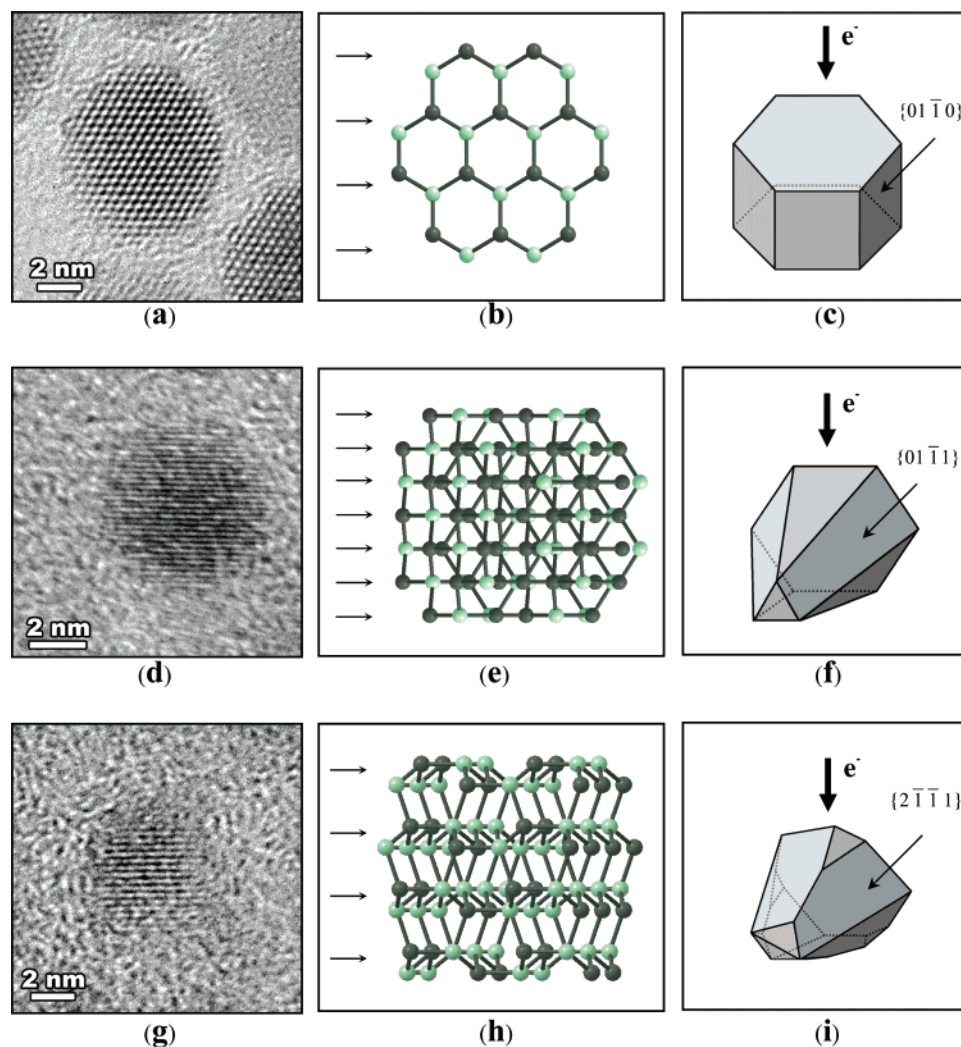 e⁻
{01 1̄ 0}
2 nm
(a) (b) (c)
e⁻
{01 1̄ 1}
2 nm
(d) (e) (f)
e⁻
{2 1̄ 1̄ 1}
2 nm
(g) (h) (i)